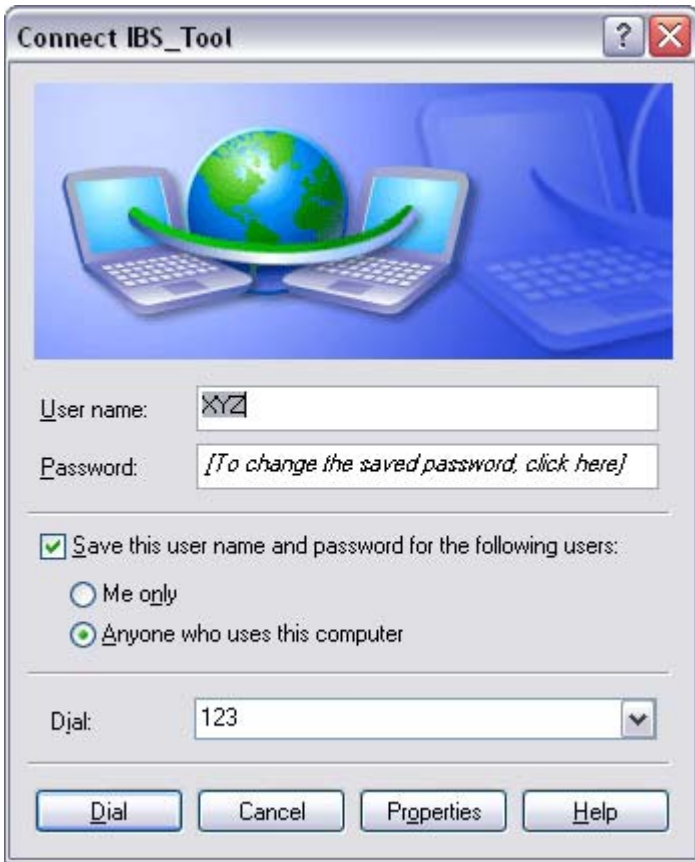 Connect IBS_Tool
User name:
XYZ
Password:
[To change the saved password, click here]
Save this user name and password for the following users:
Me only
Anyone who uses this computer
Dial:
123
Dial
Cancel
Properties
Help